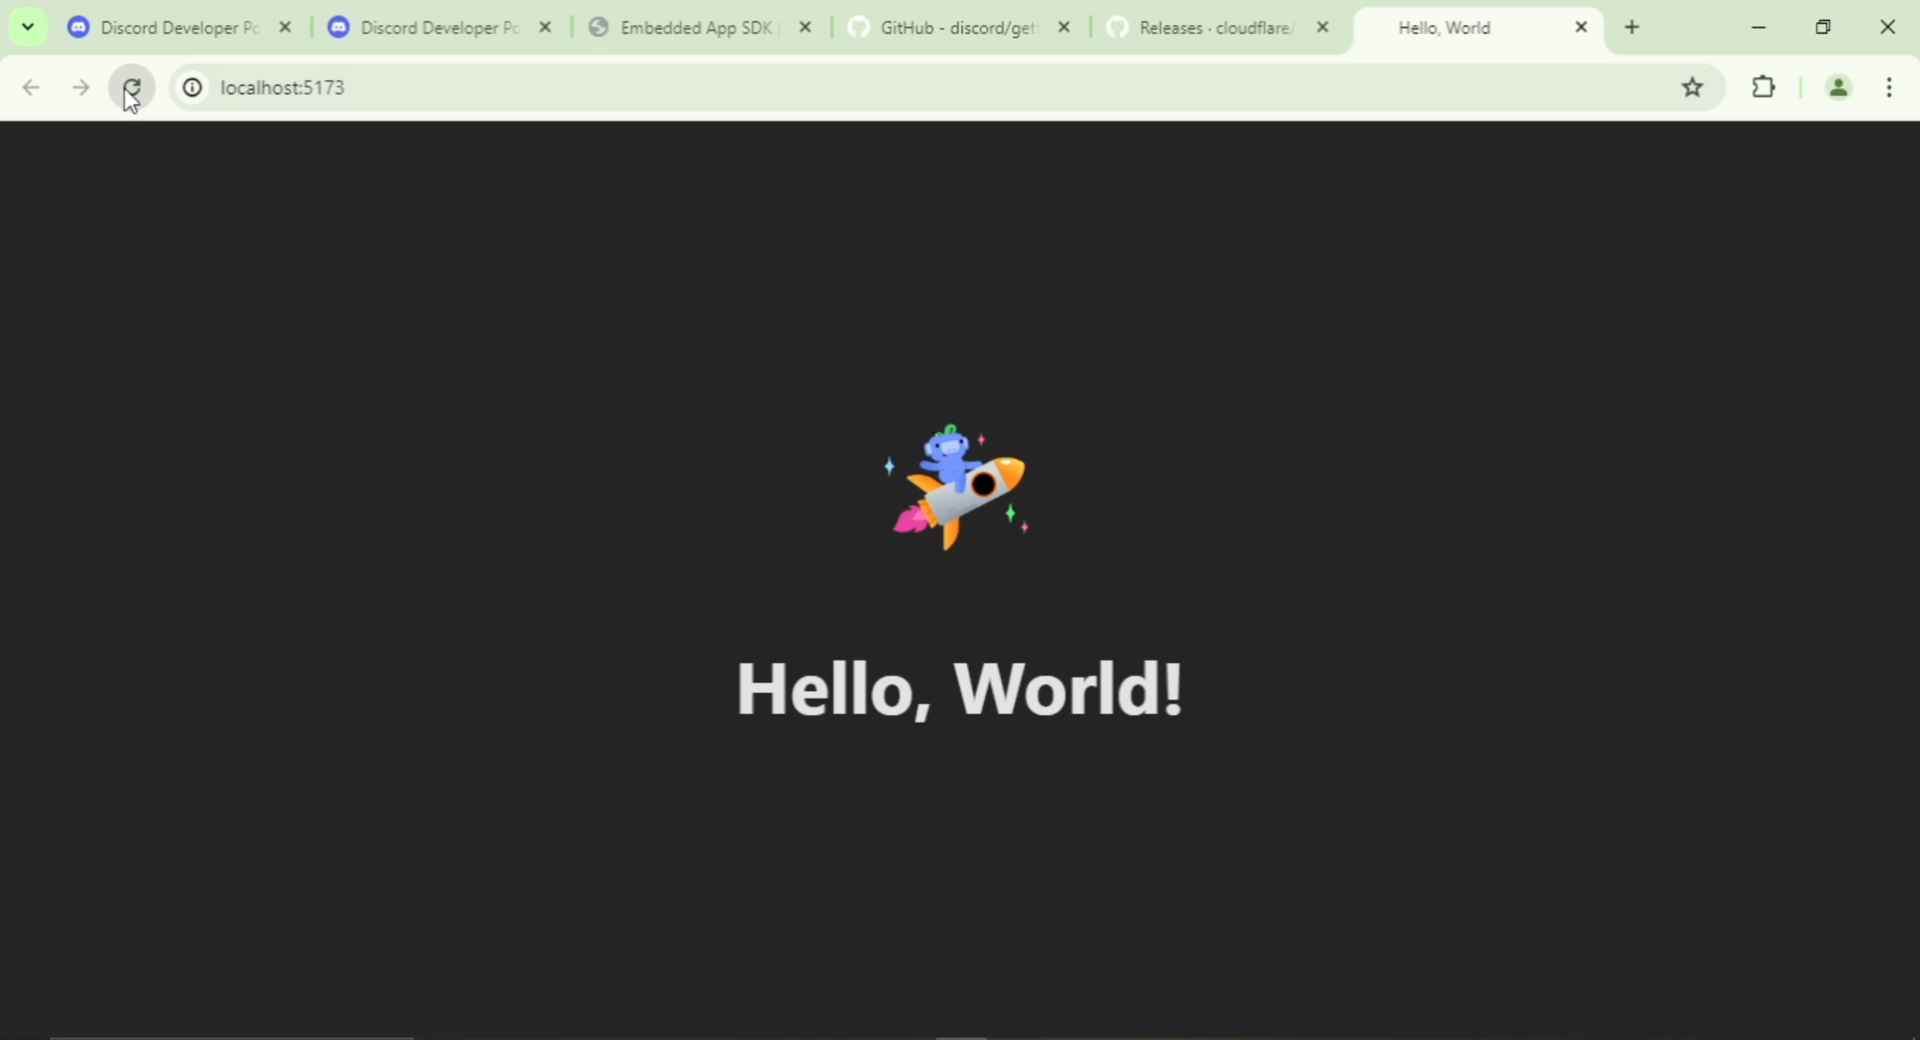 Discord Developer Po
Discord Developer Po
Embedded App SDK
GitHub - discord/get
Releases · cloudflare/
Hello, World
localhost:5173
Hello, World!